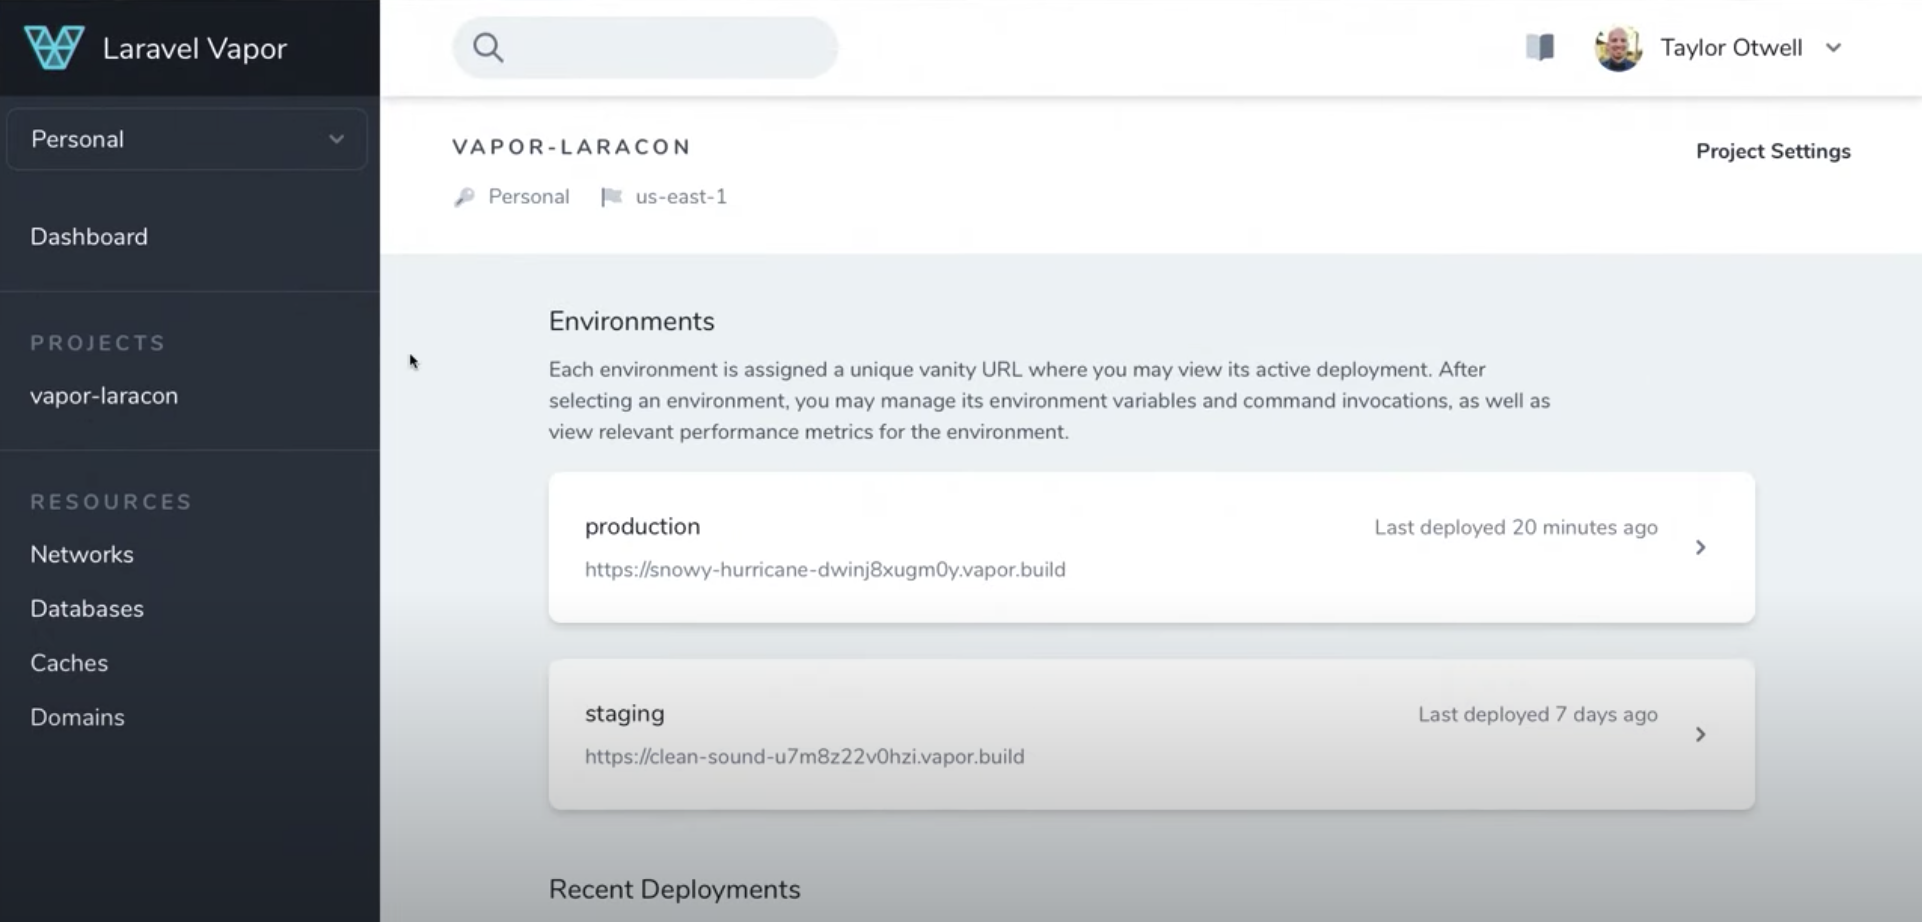 Laravel Vapor
Taylor Otwell
Personal
Dashboard
PROJECTS
vapor-laracon
RESOURCES
Networks
Databases
Caches
Domains
VAPOR-LARACON
Project Settings
Personal
us-east-1
Environments
Each environment is assigned a unique vanity URL where you may view its active deployment. After
selecting an environment, you may manage its environment variables and command invocations, as well as
view relevant performance metrics for the environment.
production
Last deployed 20 minutes ago
https://snowy-hurricane-dwinj8xugm0y.vapor.build
staging
Last deployed 7 days ago
https://clean-sound-u7m8z22v0hzi.vapor.build
Recent Deployments